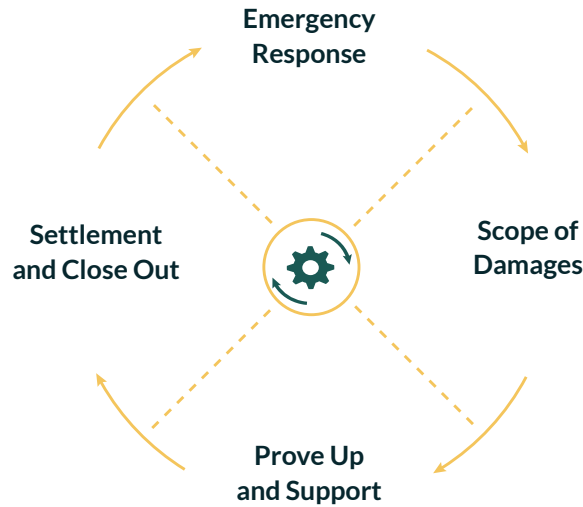 Emergency
Response
Scope of
Damages
Prove Up
and Support
Settlement
and Close Out